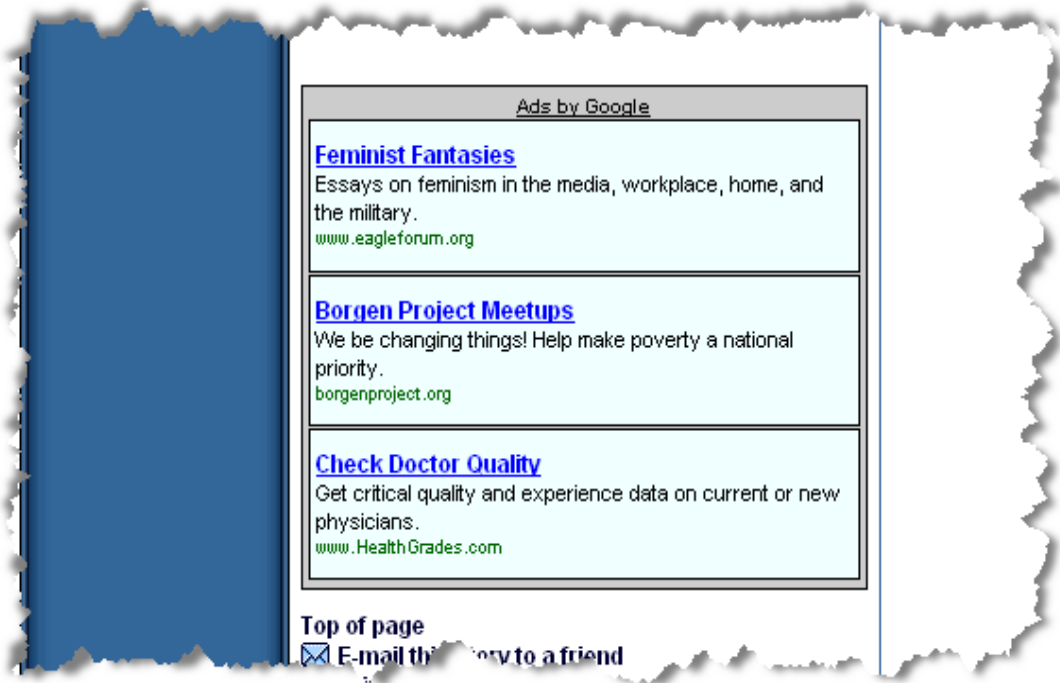 Ads by Google
Feminist Fantasies
Essays on feminism in the media, workplace, home, and
the military.
www.eagleforum.org
Borgen Project Meetups
We be changing things! Help make poverty a national
priority.
borgenproject.org
Check Doctor Quality
Get critical quality and experience data on current or new
physicians.
www.HealthGrades.com
Top of page
E-mail this story to a friend